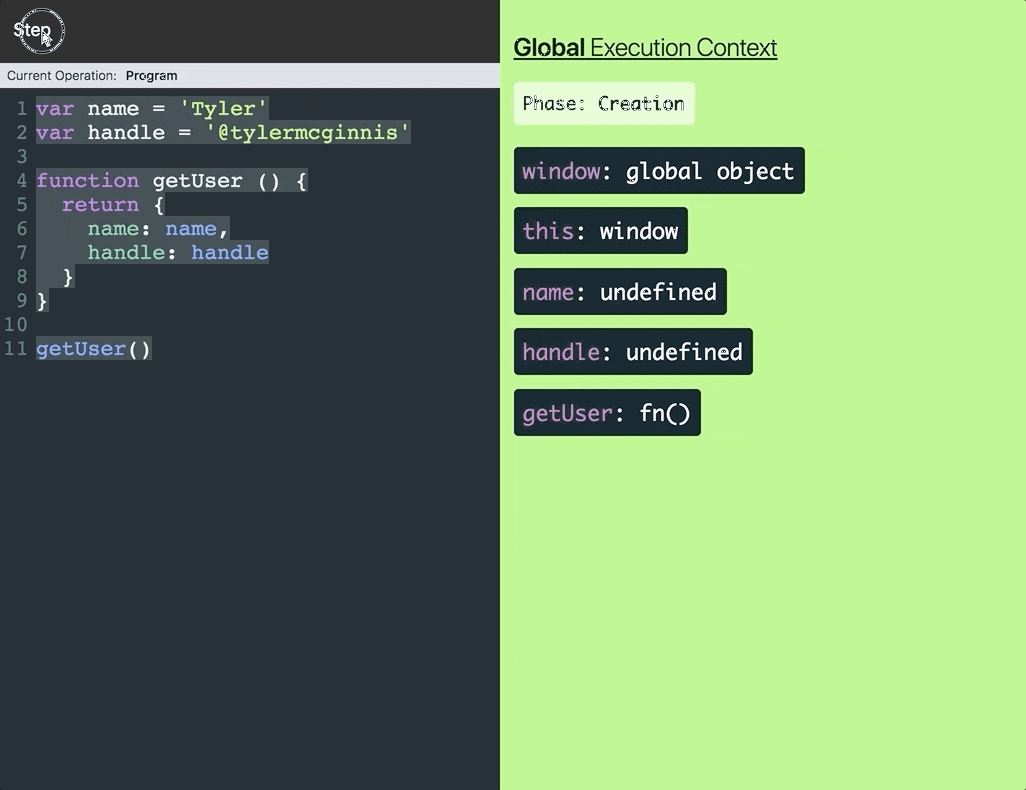 Step
Current Operation: Program
1 var name = 'Tyler'
2 var handle = '@tylermcginnis'
3
4 function getUser () {
5   return {
6     name: name,
7     handle: handle
8   }
9 }
10
11 getUser()
Global Execution Context
Phase: Creation
window: global object
this: window
name: undefined
handle: undefined
getUser: fn()